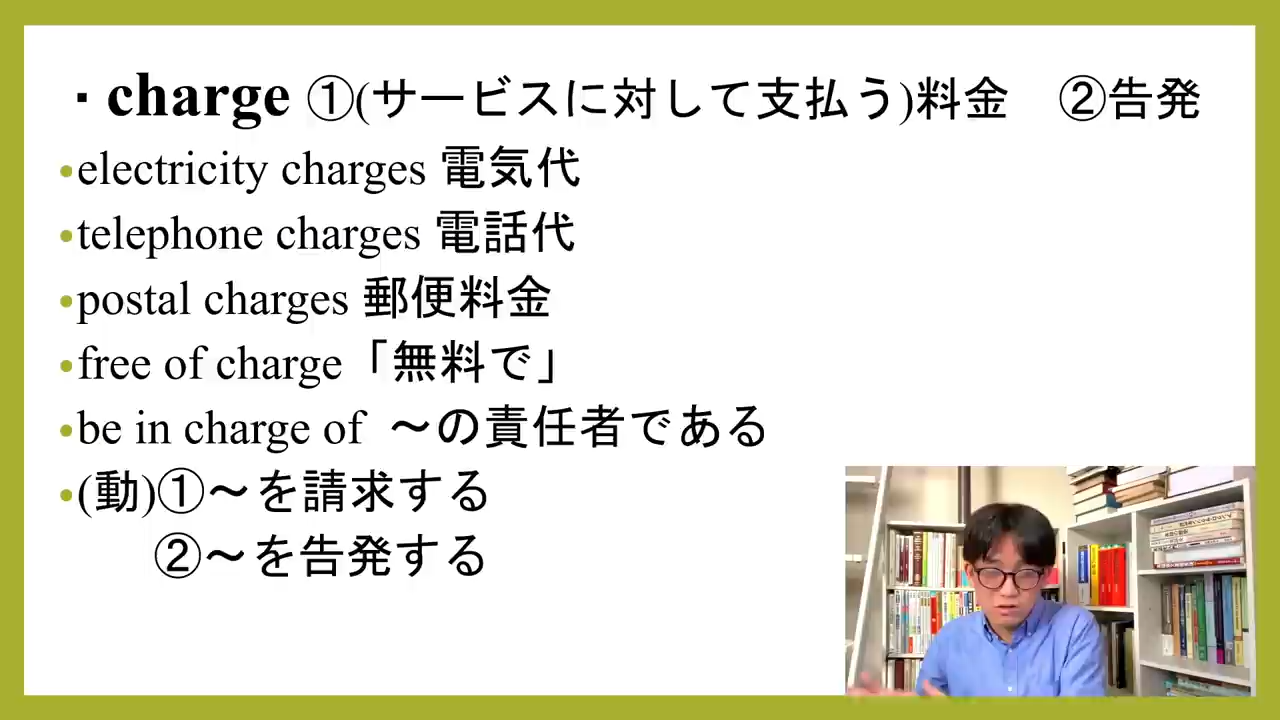 ・charge ①(サービスに対して支払う)料金　②告発
•electricity charges 電気代
•telephone charges 電話代
•postal charges 郵便料金
•free of charge「無料で」
•be in charge of ～の責任者である
•(動)①～を請求する
②～を告発する